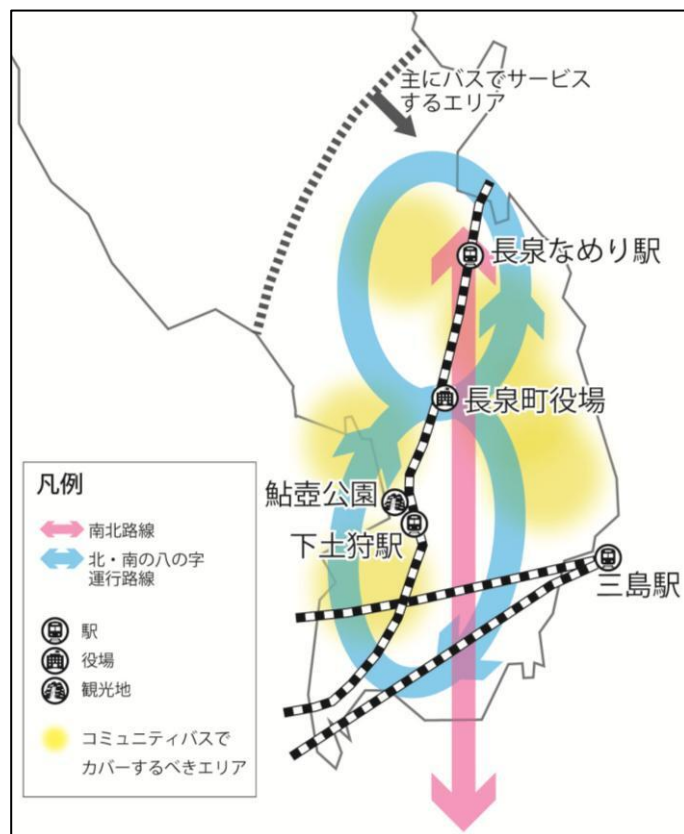 主にバスでサービス
するエリア
長泉なめり駅
長泉町役場
鮎壺公園
下土狩駅
三島駅
凡例
南北路線
北・南の八の字
運行路線
駅
役場
観光地
コミュニティバスで
カバーするべきエリア